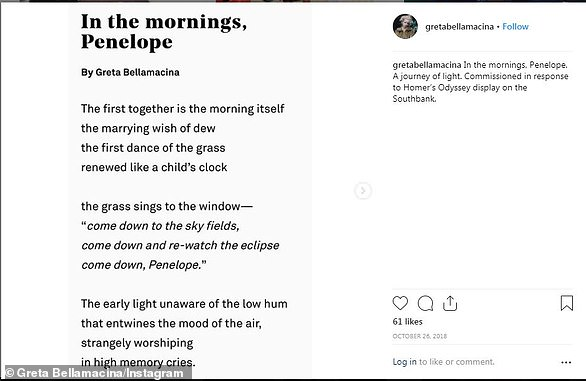 In the mornings,
Penelope
By Greta Bellamacina
The first together is the morning itself
the marrying wish of dew
the first dance of the grass
renewed like a child's clock
the grass sings to the window—
"come down to the sky fields,
come down and re-watch the eclipse
come down, Penelope."
The early light unaware of the low hum
that entwines the mood of the air,
strangely worshiping
in high memory cries.
gretabellamacina • Follow
gretabellamacina In the mornings, Penelope.
A journey of light. Commissioned in response
to Homer's Odyssey display on the
Southbank.
61 likes
OCTOBER 26, 2018
Log in to like or comment.
© Greta Bellamacina/Instagram